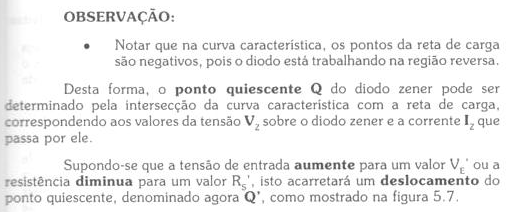 OBSERVAÇÃO:
• Notar que na curva característica, os pontos da reta de carga
são negativos, pois o diodo está trabalhando na região reversa.
Desta forma, o ponto quiescente Q do diodo zener pode ser
determinado pela intersecção da curva característica com a reta de carga,
correspondendo aos valores da tensão V_z sobre o diodo zener e a corrente I_z que
passa por ele.
Supondo-se que a tensão de entrada aumente para um valor V_E' ou a
resistência diminua para um valor R_S', isto acarretará um deslocamento do
ponto quiescente, denominado agora Q', como mostrado na figura 5.7.